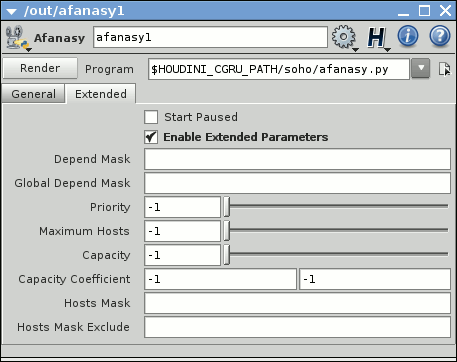 /out/afanasy1
Afanasy afanasy1
Render Program $HOUDINI_CGRU_PATH/soho/afanasy.py
General Extended
Start Paused
Enable Extended Parameters
Depend Mask
Global Depend Mask
Priority -1
Maximum Hosts -1
Capacity -1
Capacity Coefficient -1 -1
Hosts Mask
Hosts Mask Exclude